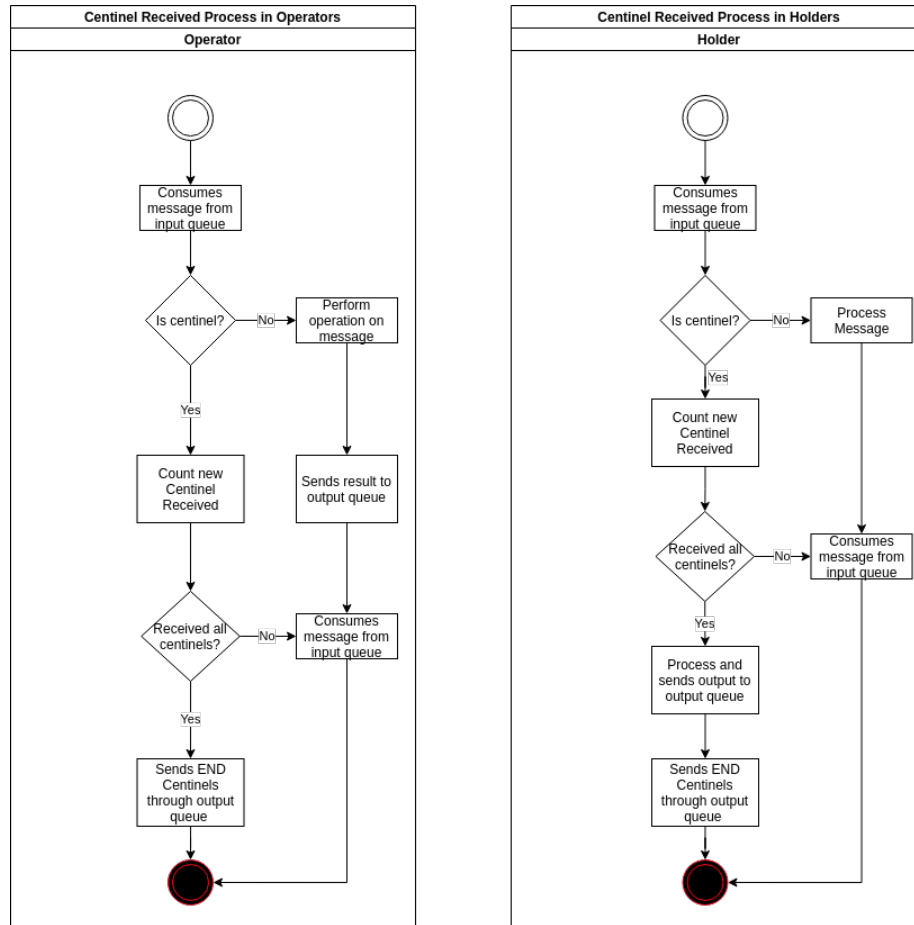 Centinel Received Process in Operators
Operator
Consumes
message from
input queue
Is centinel?
No
Perform
operation on
message
Yes
Count new
Centinel
Received
Sends result to
output queue
Received all
centinels?
No
Consumes
message from
input queue
Yes
Sends END
Centinels
through output
queue
Centinel Received Process in Holders
Holder
Consumes
message from
input queue
Is centinel?
No
Process
Message
Yes
Count new
Centinel
Received
Received all
centinels?
No
Consumes
message from
input queue
Yes
Process and
sends output to
output queue
Sends END
Centinels
through output
queue